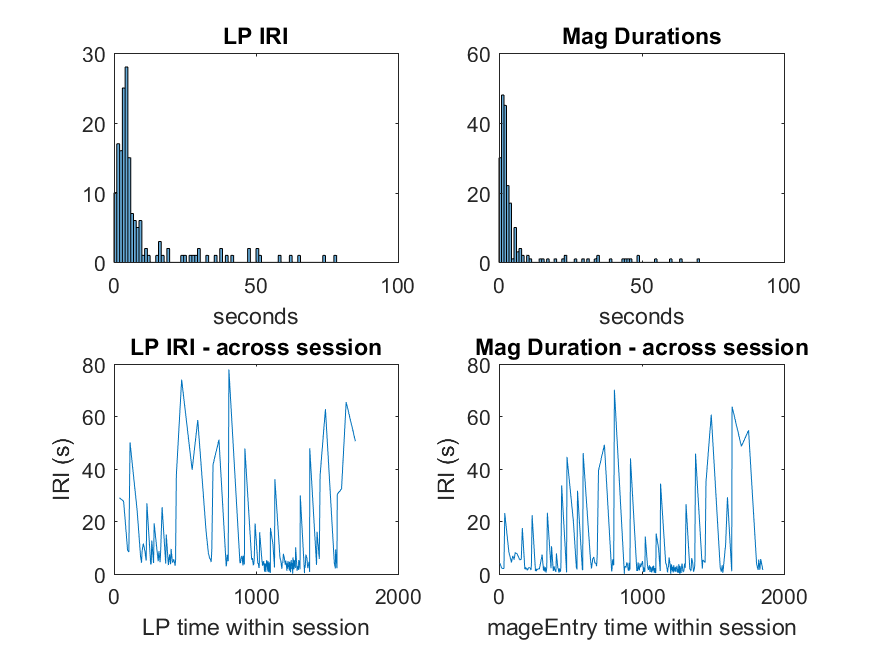 LP IRI
30
20
10
0
0 50 100
seconds
Mag Durations
60
40
20
0
0 50 100
seconds
LP IRI - across session
80
60
40
20
0
IRI (s)
0 1000 2000
LP time within session
Mag Duration - across session
80
60
40
20
0
IRI (s)
0 1000 2000
mageEntry time within session